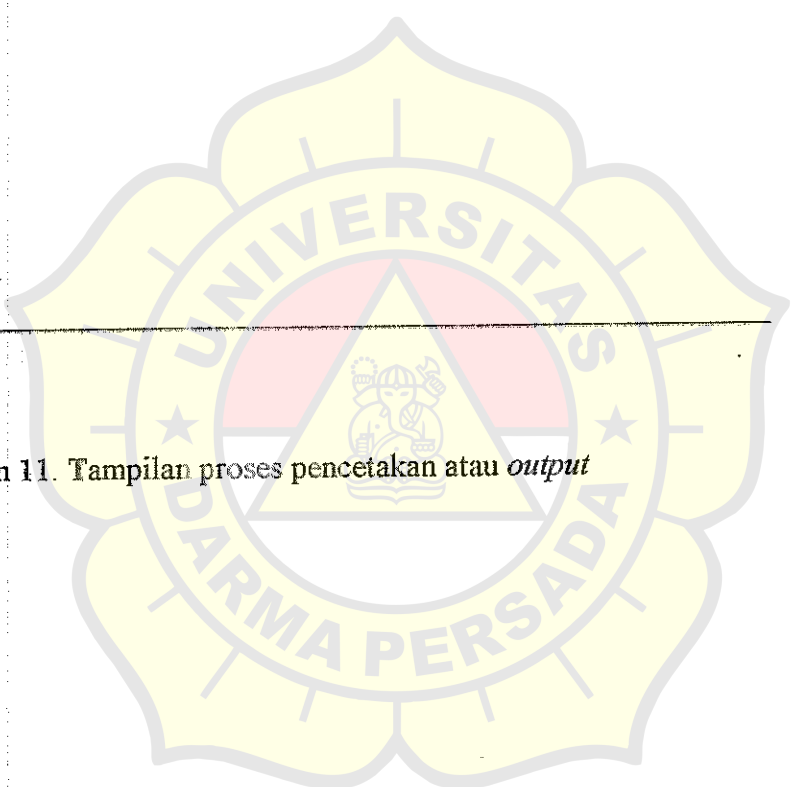 UNIVERSITAS
n 11. Tampilan proses pencetakan atau output
DARMA PERSADA